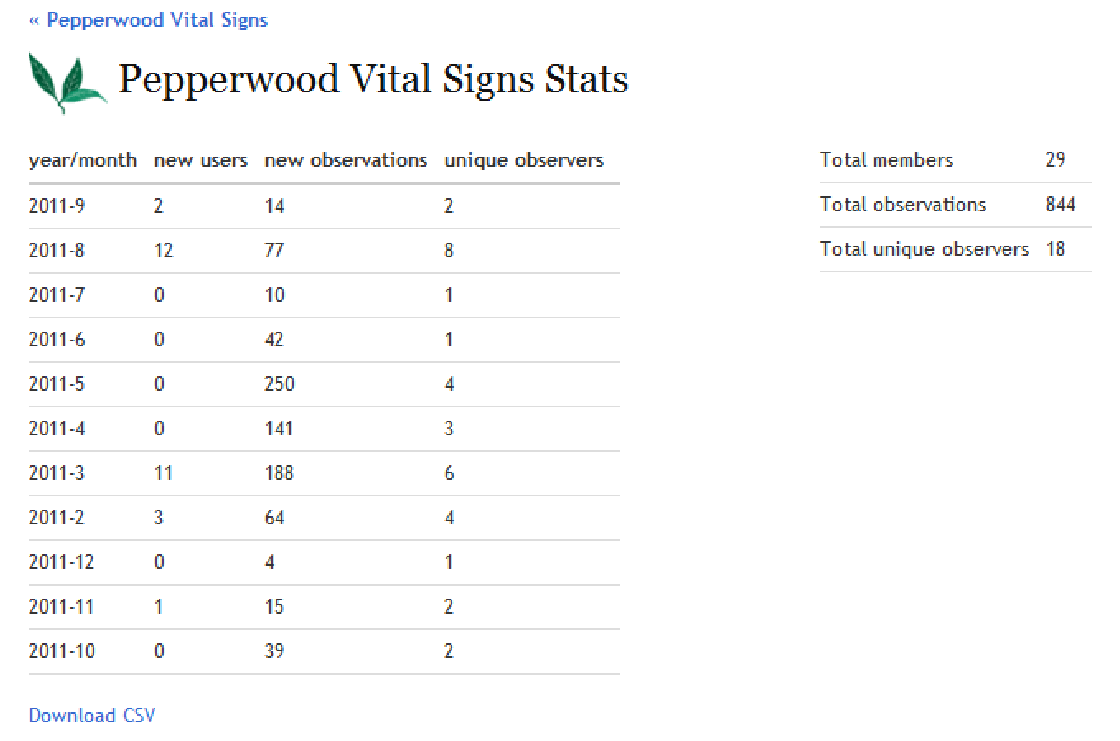 « Pepperwood Vital Signs
Pepperwood Vital Signs Stats
year/month new users new observations unique observers
2011-9 2 14 2
2011-8 12 77 8
2011-7 0 10 1
2011-6 0 42 1
2011-5 0 250 4
2011-4 0 141 3
2011-3 11 188 6
2011-2 3 64 4
2011-12 0 4 1
2011-11 1 15 2
2011-10 0 39 2
Download CSV
Total members 29
Total observations 844
Total unique observers 18